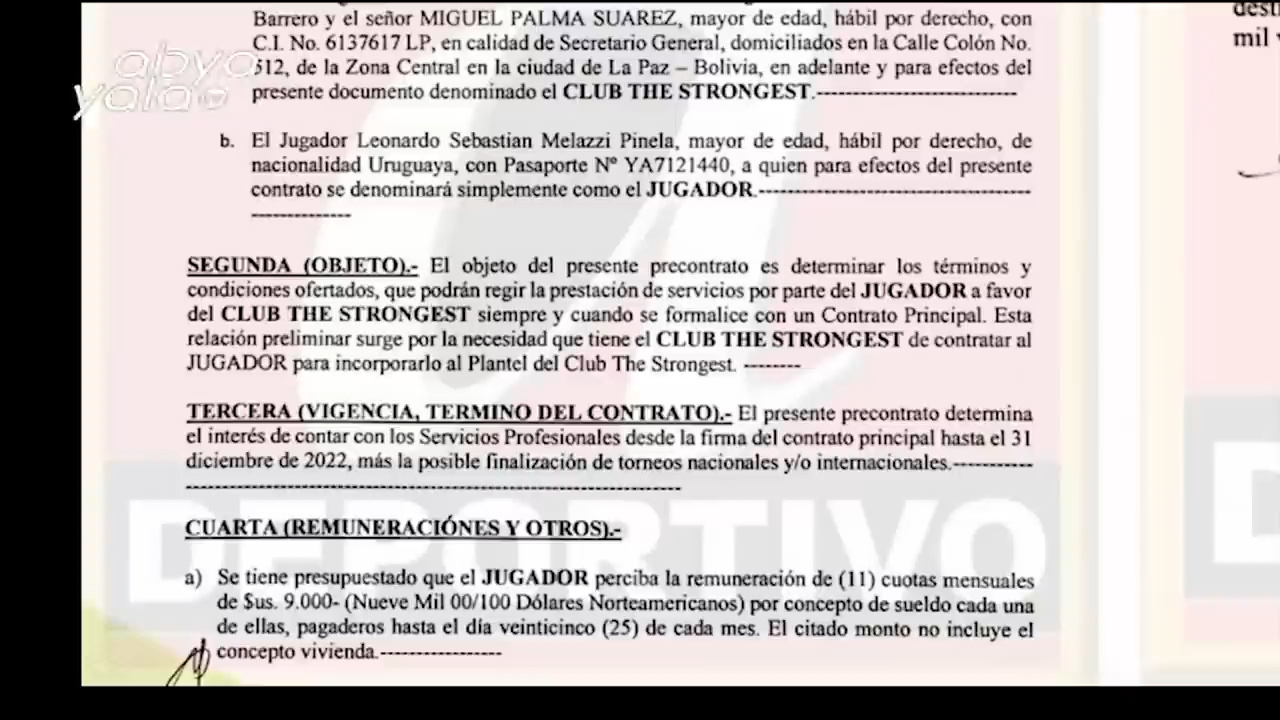 Barrero y el señor MIGUEL PALMA SUAREZ, mayor de edad, hábil por derecho, con
C.I. No. 6137617 LP, en calidad de Secretario General, domiciliados en la Calle Colón No.
512, de la Zona Central en la ciudad de La Paz – Bolivia, en adelante y para efectos del
presente documento denominado el CLUB THE STRONGEST.-------------------------
b. El Jugador Leonardo Sebastian Melazzi Pinela, mayor de edad, hábil por derecho, de
nacionalidad Uruguaya, con Pasaporte Nº YA7121440, a quien para efectos del presente
contrato se denominará simplemente como el JUGADOR.----------------------------------
-------------
SEGUNDA (OBJETO).- El objeto del presente precontrato es determinar los términos y
condiciones ofertados, que podrán regir la prestación de servicios por parte del JUGADOR a favor
del CLUB THE STRONGEST siempre y cuando se formalice con un Contrato Principal. Esta
relación preliminar surge por la necesidad que tiene el CLUB THE STRONGEST de contratar al
JUGADOR para incorporarlo al Plantel del Club The Strongest. --------
TERCERA (VIGENCIA, TERMINO DEL CONTRATO).- El presente precontrato determina
el interés de contar con los Servicios Profesionales desde la firma del contrato principal hasta el 31
diciembre de 2022, más la posible finalización de torneos nacionales y/o internacionales.----------
----------------------------------------------------------------
CUARTA (REMUNERACIÓNES Y OTROS).-
a) Se tiene presupuestado que el JUGADOR perciba la remuneración de (11) cuotas mensuales
de $us. 9.000- (Nueve Mil 00/100 Dólares Norteamericanos) por concepto de sueldo cada una
de ellas, pagaderos hasta el día veinticinco (25) de cada mes. El citado monto no incluye el
concepto vivienda.---------------
abya
yala
DEPORTIVO
mil